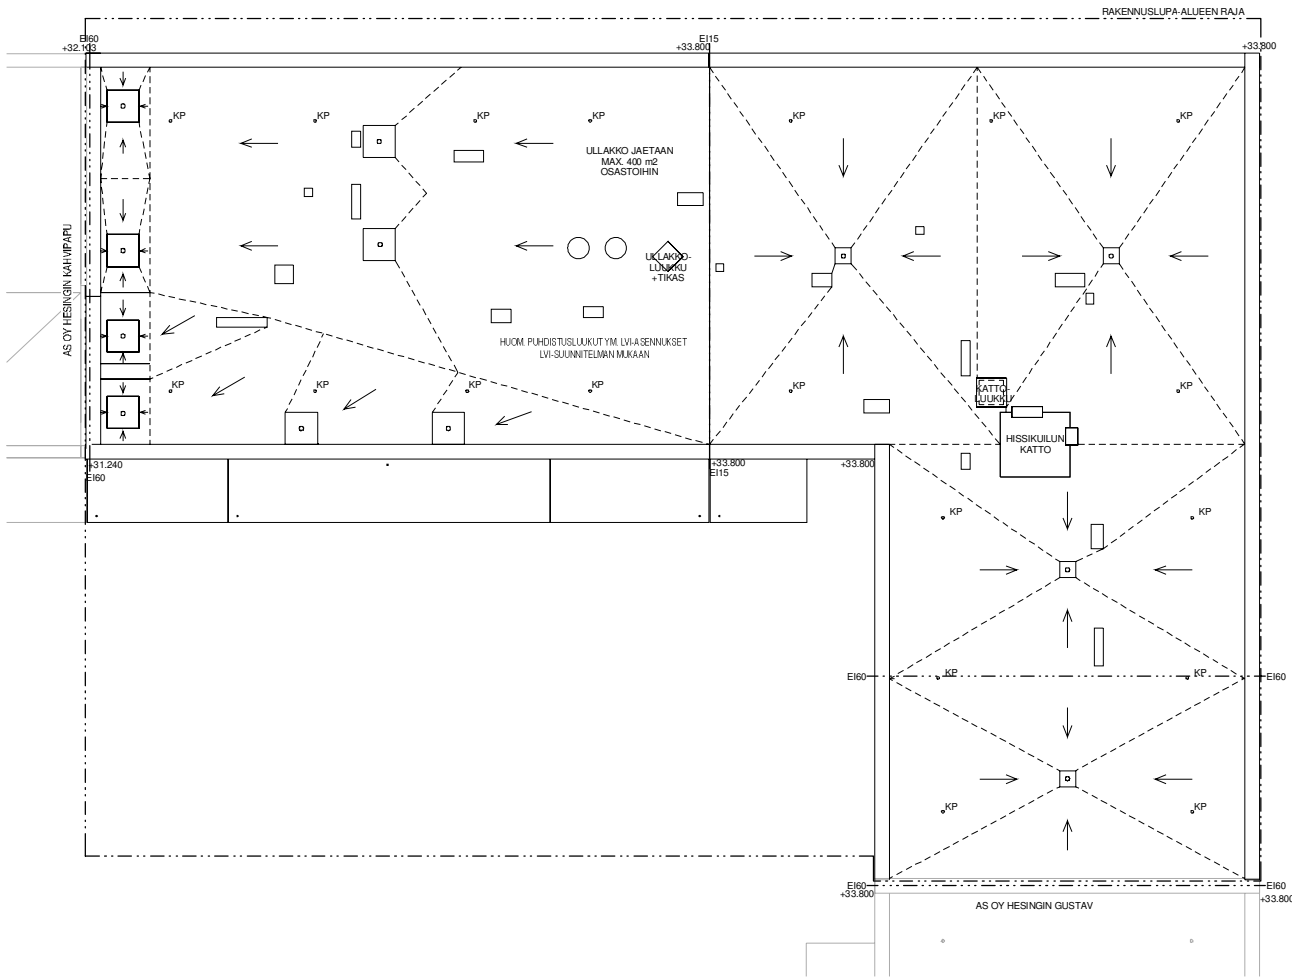 RAKENNUSLUPA-ALUEEN RAJA
EI60
+32.103
EI15
+33.800
+33.800
KP
KP
KP
KP
KP
KP
KP
ULLAKKO JAETAAN
MAX. 400 m2
OSASTOIHIN
AS OY HESINGIN KAHVIPAPU
ULLAKKO-
LUUKKU
+TIKAS
HUOM. PUHDISTUSLUUKUT YM. LVI-ASENNUKSET
LVI-SUUNNITELMAN MUKAAN
KP
KP
KP
KP
KP
KP
KATTO-
LUUKKU
HISSIKUILUN
KATTO
+31.240
EI60
+33.800
EI15
+33.800
KP
KP
EI60
KP
KP
EI60
KP
KP
EI60
+33.800
EI60
+33.800
AS OY HESINGIN GUSTAV